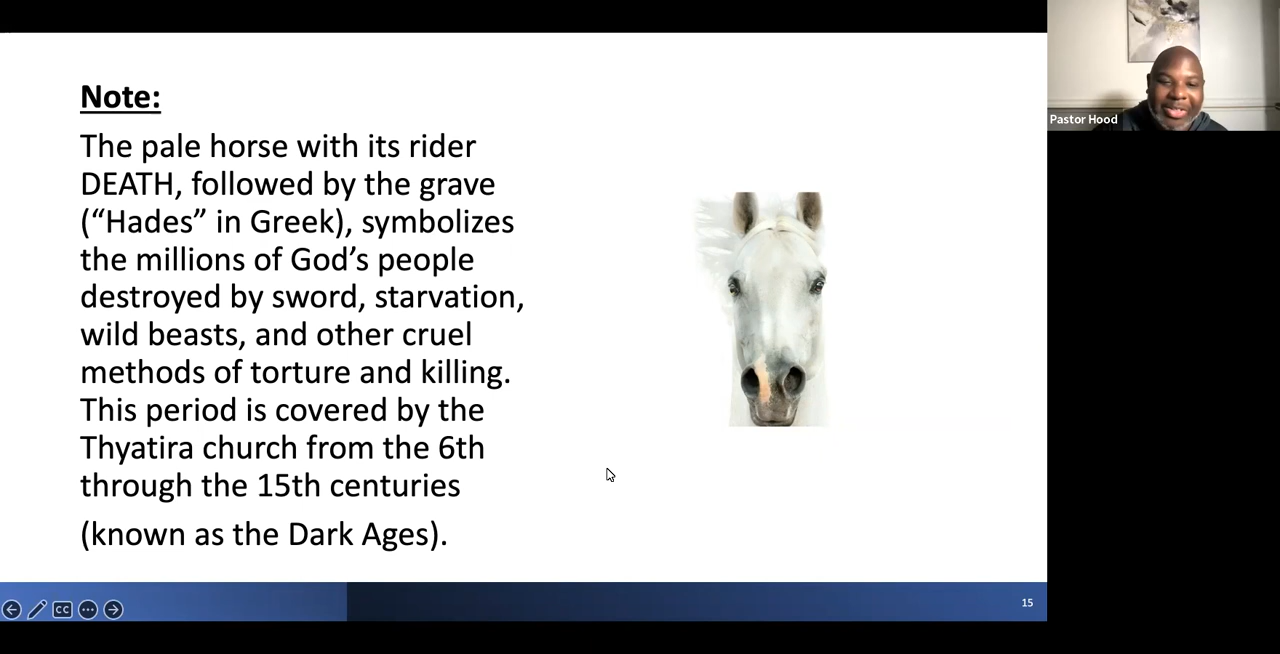 Note:
The pale horse with its rider
DEATH, followed by the grave
(“Hades” in Greek), symbolizes
the millions of God’s people
destroyed by sword, starvation,
wild beasts, and other cruel
methods of torture and killing.
This period is covered by the
Thyatira church from the 6th
through the 15th centuries
(known as the Dark Ages).
Pastor Hood
CC
15